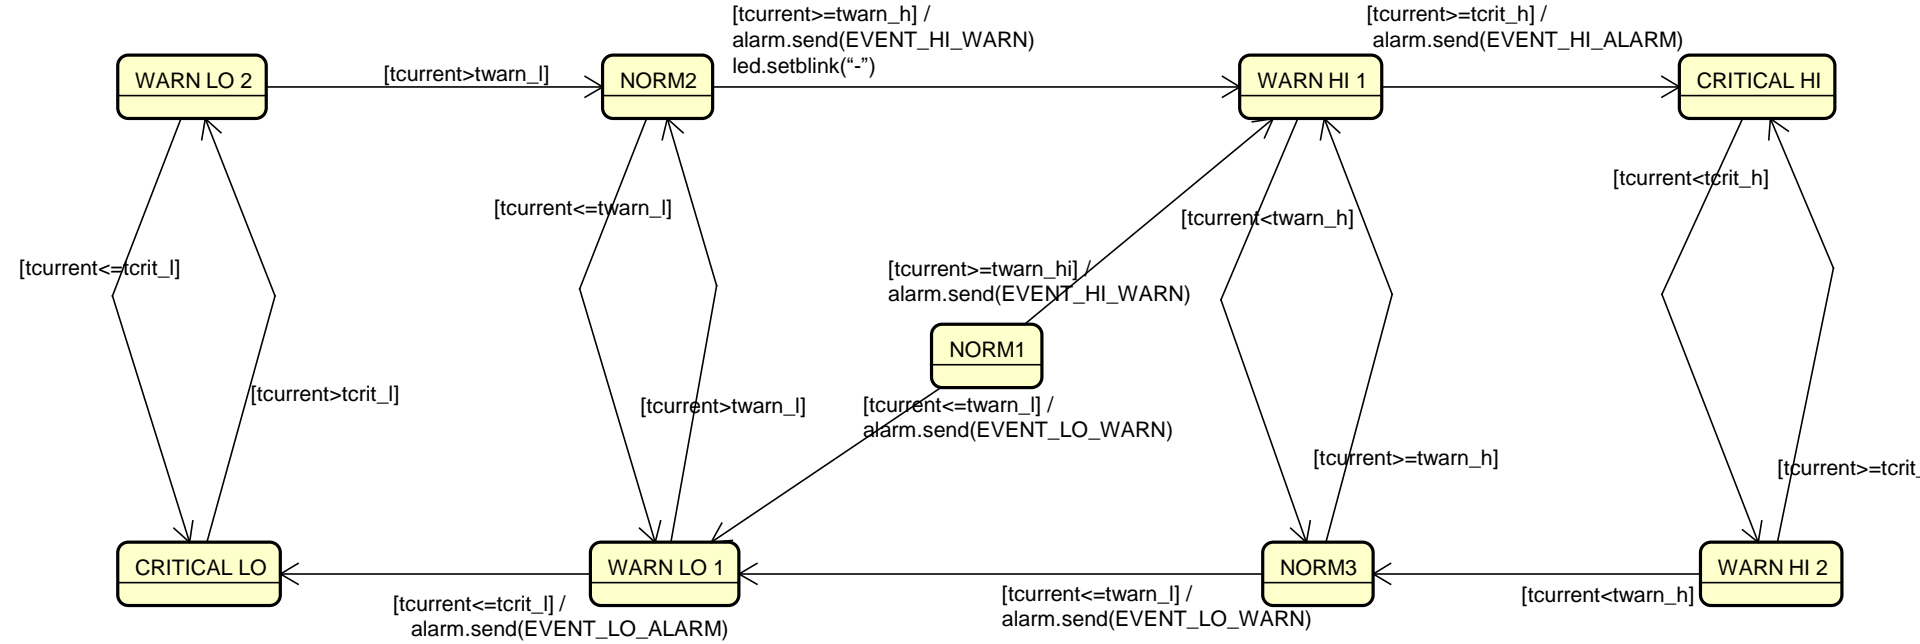 [tcurrent>=twarn_h] /
alarm.send(EVENT_HI_WARN)
led.setblink(“-”)
[tcurrent>=tcrit_h] /
alarm.send(EVENT_HI_ALARM)
WARN LO 2
[tcurrent>twarn_l]
NORM2
WARN HI 1
CRITICAL HI
[tcurrent<=twarn_l]
[tcurrent<twarn_h]
[tcurrent<tcrit_h]
[tcurrent<=tcrit_l]
[tcurrent>=twarn_hi] /
alarm.send(EVENT_HI_WARN)
NORM1
[tcurrent>tcrit_l]
[tcurrent>twarn_l]
[tcurrent<=twarn_l] /
alarm.send(EVENT_LO_WARN)
[tcurrent>=twarn_h]
[tcurrent>=tcrit_
CRITICAL LO
WARN LO 1
NORM3
WARN HI 2
[tcurrent<=tcrit_l] /
alarm.send(EVENT_LO_ALARM)
[tcurrent<=twarn_l] /
alarm.send(EVENT_LO_WARN)
[tcurrent<twarn_h]